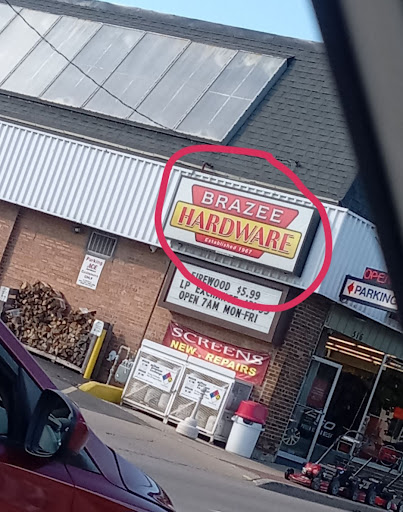 BRAZEE
HARDWARE
Established 1967
FIREWOOD $5.99
LP EXCHANGE
OPEN 7AM MON-FRI
SCREENS
NEW.. REPAIRS
Parking
ICE
OPEN
PARKING